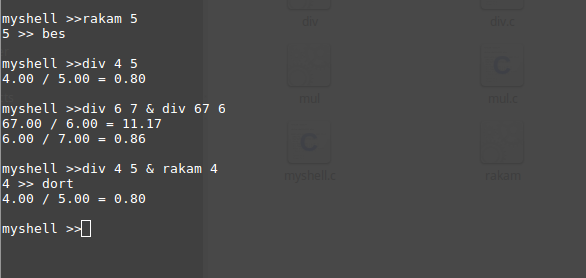 myshell >>rakam 5
5 >> bes
myshell >>div 4 5
4.00 / 5.00 = 0.80
myshell >>div 6 7 & div 67 6
67.00 / 6.00 = 11.17
6.00 / 7.00 = 0.86
myshell >>div 4 5 & rakam 4
4 >> dort
4.00 / 5.00 = 0.80
myshell >>
div
div.c
C
mul
mul.c
C
myshell.c
rakam